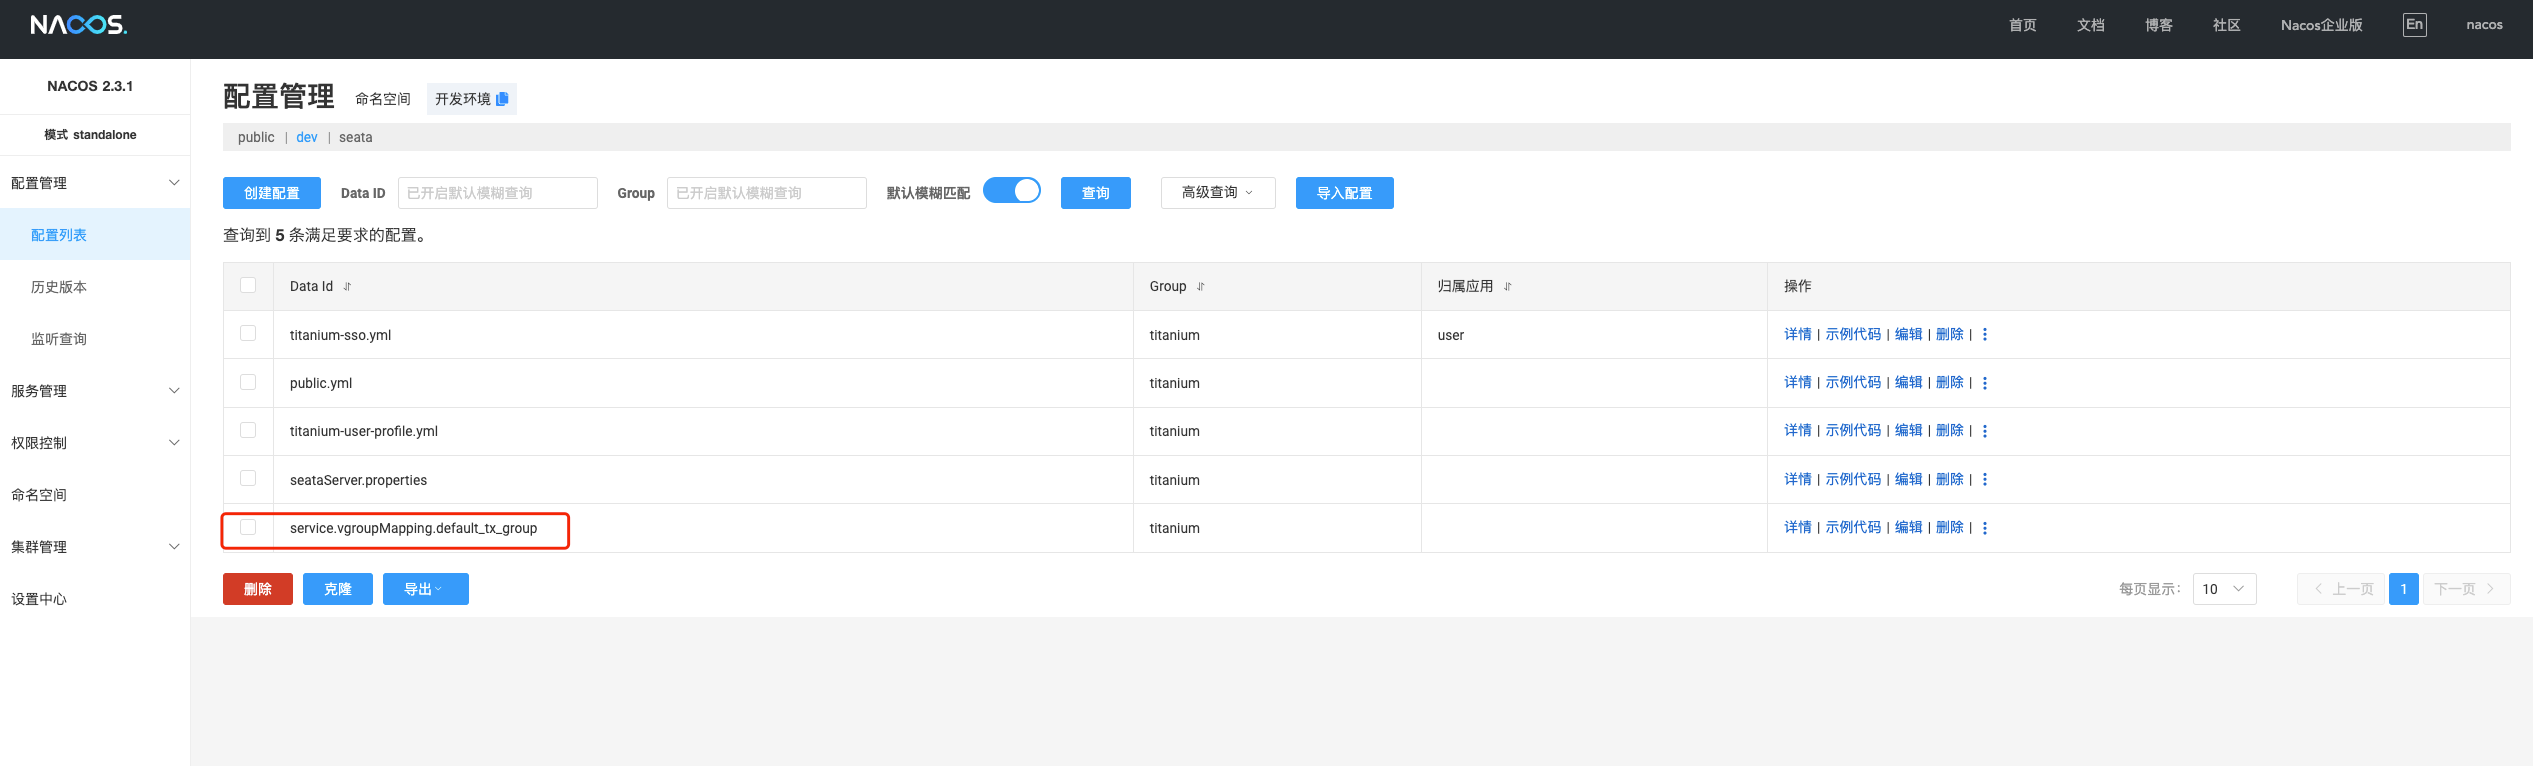 NACOS.
首页 文档 博客 社区 Nacos企业版 En nacos
NACOS 2.3.1
模式 standalone
配置管理
配置列表
历史版本
监听查询
服务管理
权限控制
命名空间
集群管理
设置中心
配置管理 命名空间 开发环境
public | dev | seata
创建配置 Data ID 已开启默认模糊查询 Group 已开启默认模糊查询 默认模糊匹配 查询 高级查询 导入配置
查询到 5 条满足要求的配置。
Data Id Group 归属应用 操作
titanium-sso.yml titanium user 详情 | 示例代码 | 编辑 | 删除 |
public.yml titanium 详情 | 示例代码 | 编辑 | 删除 |
titanium-user-profile.yml titanium 详情 | 示例代码 | 编辑 | 删除 |
seataServer.properties titanium 详情 | 示例代码 | 编辑 | 删除 |
service.vgroupMapping.default_tx_group titanium 详情 | 示例代码 | 编辑 | 删除 |
删除 克隆 导出 每页显示： 10 上一页 1 下一页